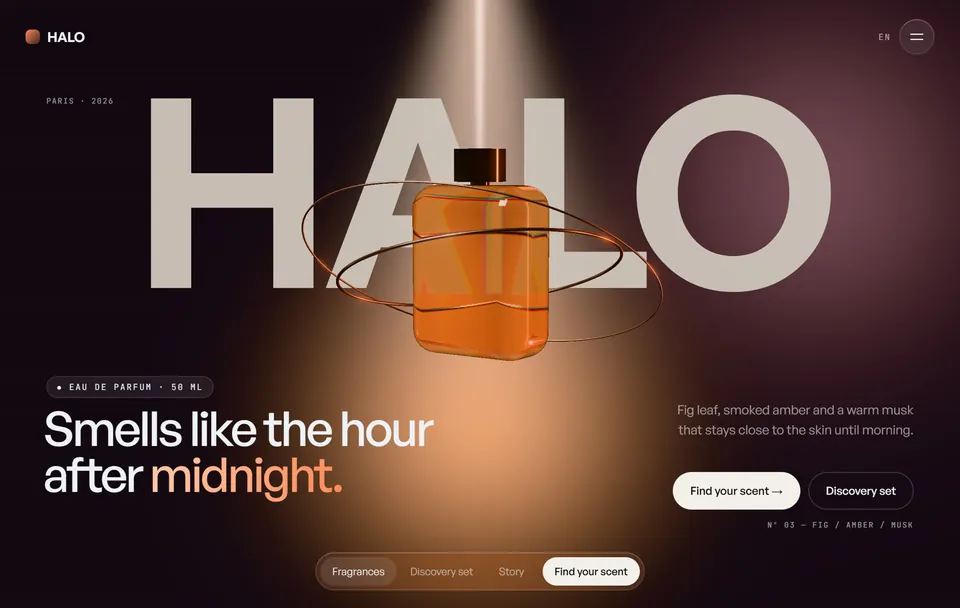 HALO
EN
PARIS · 2026
HALO
• EAU DE PARFUM · 50 ML
Smells like the hour
after midnight.
Fig leaf, smoked amber and a warm musk
that stays close to the skin until morning.
Find your scent →
Discovery set
N° 03 — FIG / AMBER / MUSK
Fragrances
Discovery set
Story
Find your scent